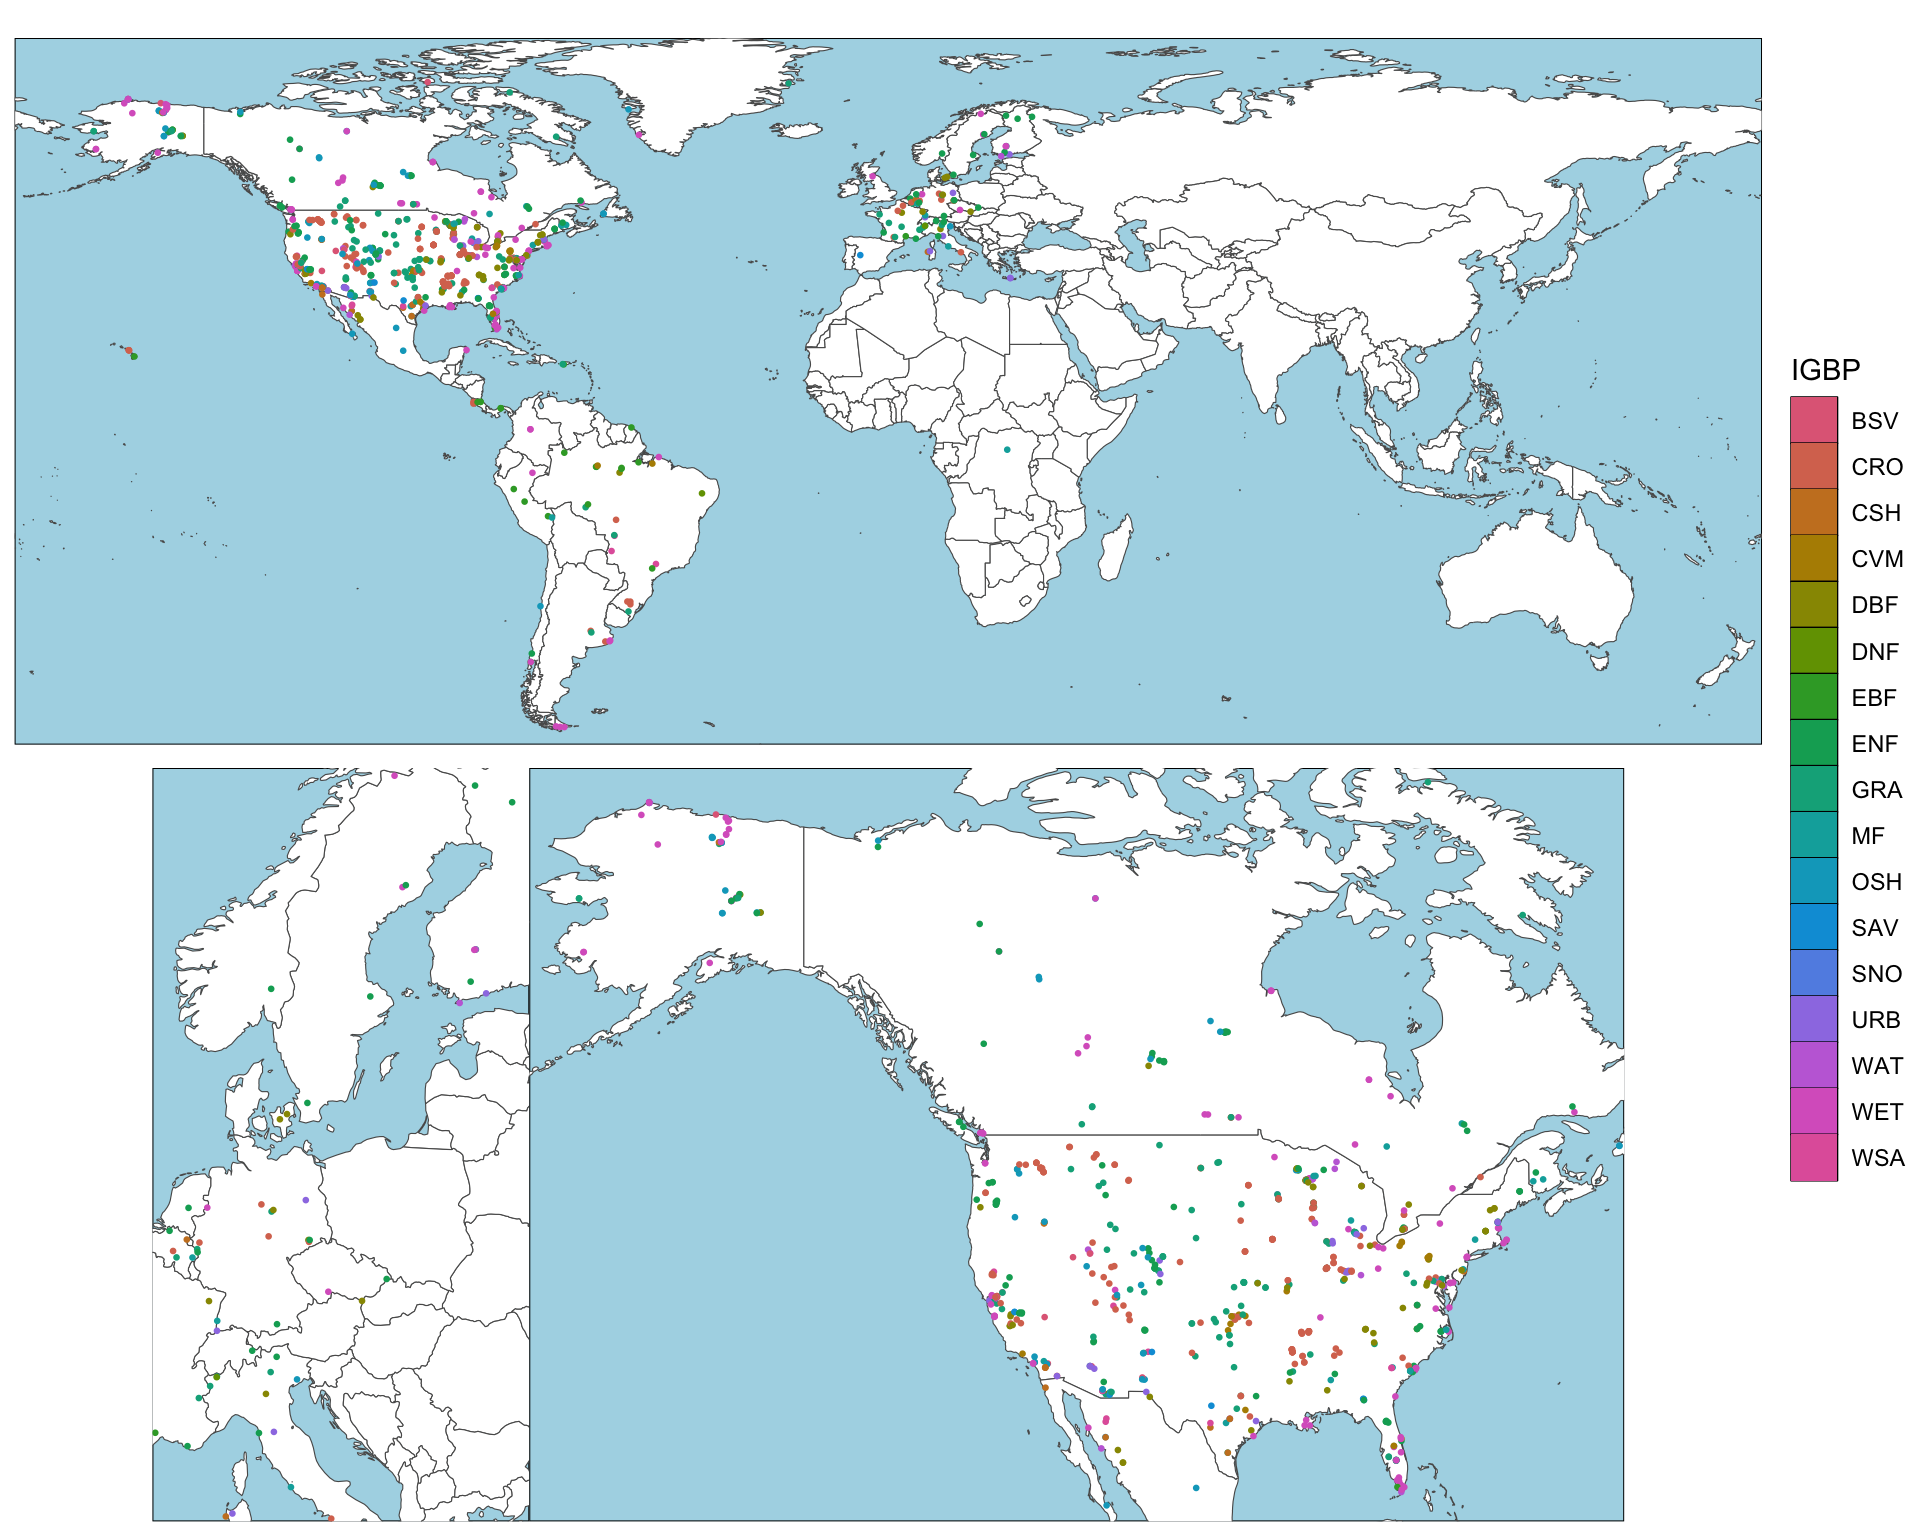 IGBP
BSV
CRO
CSH
CVM
DBF
DNF
EBF
ENF
GRA
MF
OSH
SAV
SNO
URB
WAT
WET
WSA